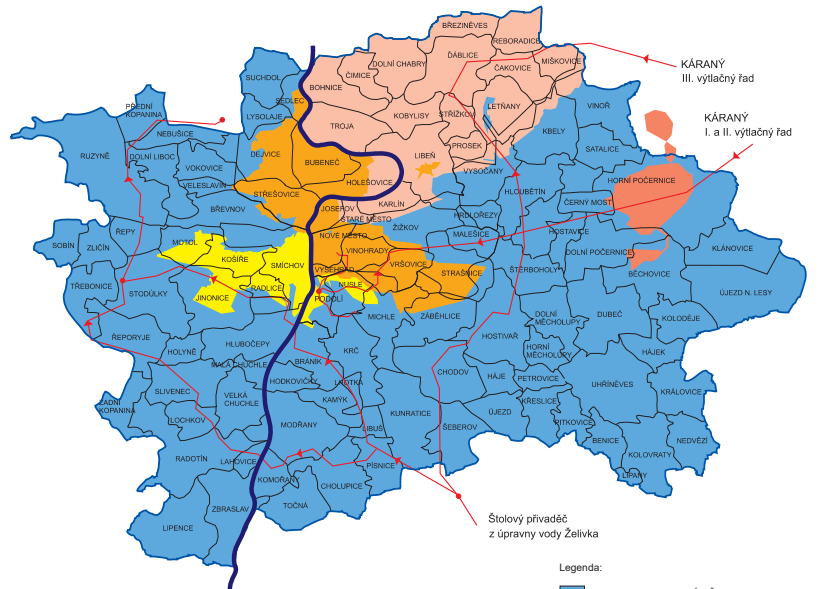 BŘEZINĚVES
REBORADICE
ĎÁBLICE
MIŠKOVICE
DOLNÍ CHABRY
ČAKOVICE
ČIMICE
SUCHDOL
BOHNICE
KÁRANÝ
III. výtlačný řad
SEDLEC
LETŇANY
VINOŘ
PŘEDNÍ
KOPANINA
LYSOLAJE
KOBYLISY
STŘÍŽKOV
KÁRANÝ
I. a II. výtlačný řad
NEBUŠICE
TROJA
KBELY
SATALICE
PROSEK
RUZYNĚ
DOLNÍ LIBOC
DEJVICE
BUBENEČ
LIBEŇ
VOKOVICE
VYSOČANY
VELESLAVÍN
HOLEŠOVICE
HORNÍ POČERNICE
STŘEŠOVICE
HLOUBĚTÍN
ČERNÝ MOST
BŘEVNOV
JOSEFOV
KARLÍN
STARÉ MĚSTO
HRDLOŘEZY
ŽIŽKOV
ŘEPY
NOVÉ MĚSTO
MALEŠICE
HOSTAVICE
SOBÍN
ZLIČÍN
MOTOL
KOŠÍŘE
SMÍCHOV
VINOHRADY
VRŠOVICE
DOLNÍ POČERNICE
KLÁNOVICE
VYŠEHRAD
STRAŠNICE
ŠTĚRBOHOLY
BĚCHOVICE
TŘEBONICE
STODŮLKY
RADLICE
NUSLE
JINONICE
PODOLÍ
ÚJEZD N. LESY
MICHLE
ZÁBĚHLICE
DOLNÍ
MĚCHOLUPY
DUBEČ
KOLODĚJE
ŘEPORYJE
HLUBOČEPY
HOSTIVAŘ
HOLYNĚ
KRČ
HORNÍ
MĚCHOLUPY
HÁJEK
MALÁ CHUCHLE
BRANÍK
CHODOV
HODKOVIČKY
LHOTKA
HÁJE
PETROVICE
UHŘÍNĚVES
SLIVENEC
VELKÁ
CHUCHLE
KRÁLOVICE
ZADNÍ
KOPANINA
KAMÝK
KŘESLICE
KUNRATICE
ÚJEZD
LOCHKOV
MODŘANY
LIBUŠ
ŠEBEROV
PITKOVICE
BENICE
NEDVĚZÍ
KOLOVRATY
RADOTÍN
LAHOVICE
PÍSNICE
LIPANY
KOMOŘANY
CHOLUPICE
ZBRASLAV
TOČNÁ
LIPENCE
Štolový přivaděč
z úpravny vody Želivka
Legenda: